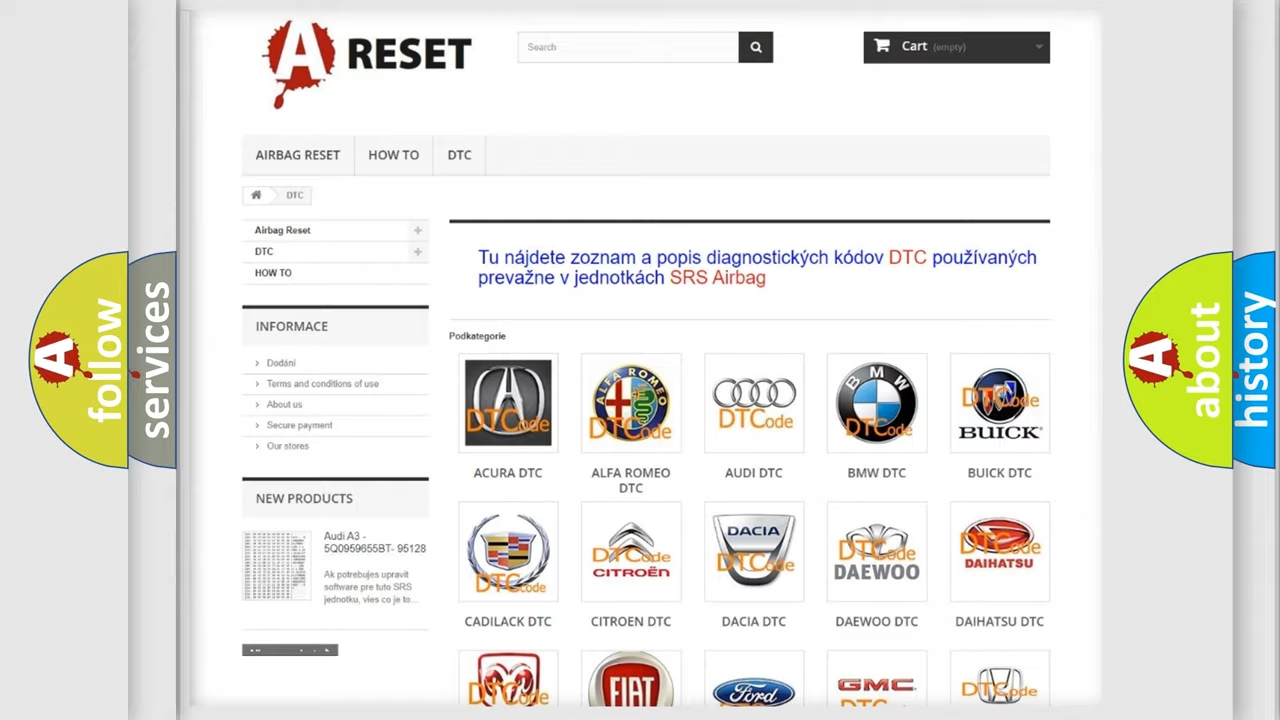 A RESET
Search
Cart (empty)
AIRBAG RESET
HOW TO
DTC
DTC
Airbag Reset
DTC
HOW TO
Tu nájdete zoznam a popis diagnostických kódov DTC používaných
prevažne v jednotkách SRS Airbag
INFORMACE
Dodání
Terms and conditions of use
About us
Secure payment
Our stores
NEW PRODUCTS
Audi A3 -
5Q0959655BT- 95128
Ak potrebujes upravit
software pre tuto SRS
jednotku, vies co je to...
Podkategorie
DTCode
ALFA ROMEO
DTCode
DTCode
BMW
DTCode
DTCode
BUICK
ACURA DTC
ALFA ROMEO
DTC
AUDI DTC
BMW DTC
BUICK DTC
DTCode
DTCode
CITROËN
DACIA
DTCode
DTCode
DAEWOO
DTCode
DAIHATSU
CADILACK DTC
CITROEN DTC
DACIA DTC
DAEWOO DTC
DAIHATSU DTC
DTCode
FIAT
Ford
GMC
DTCode
A
follow
services
A
about
history